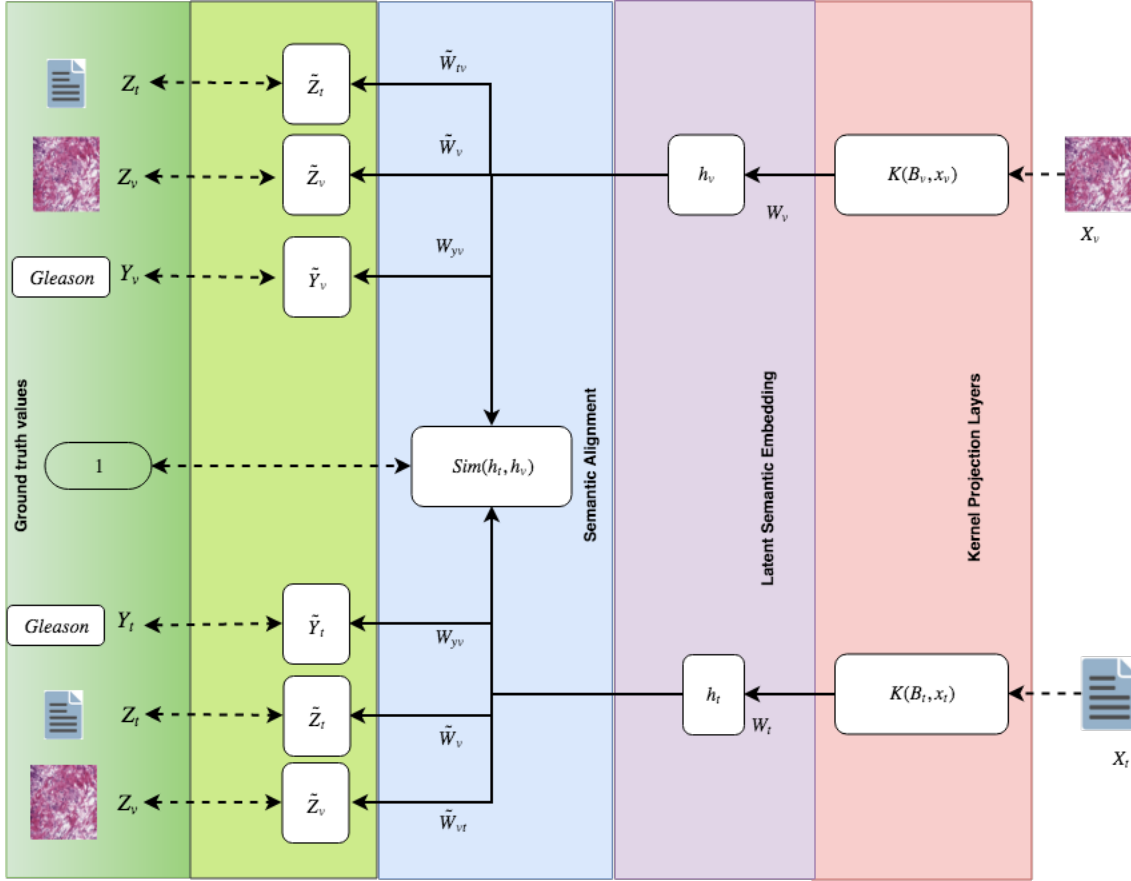 Z_t
Z̃_t
W̃_tv
Z_v
Z̃_v
W̃_v
h_v
W_v
K(B_v, x_v)
X_v
Gleason
Y_v
Ỹ_v
W_yv
Ground truth values
1
Sim(h_t, h_v)
Semantic Alignment
Latent Semantic Embedding
Kernel Projection Layers
Gleason
Y_t
Ỹ_t
W_yv
Z_t
Z̃_t
W̃_v
h_t
W_t
K(B_t, x_t)
X_t
Z_v
Z̃_v
W̃_vt